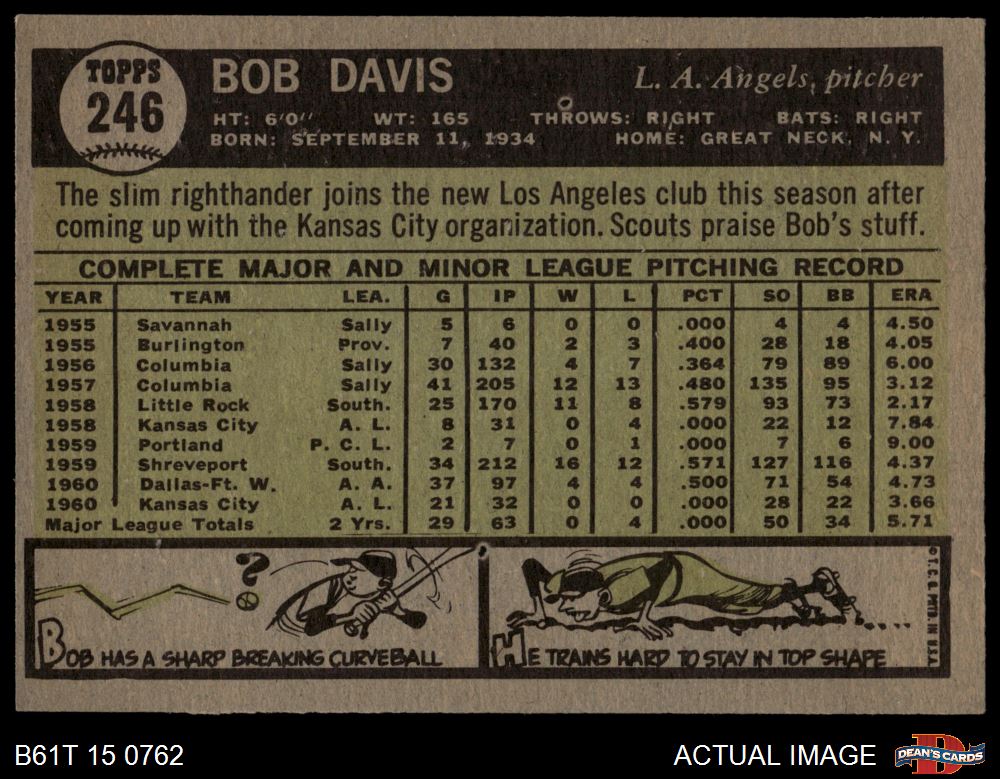 TOPPS
246
BOB DAVIS
L. A. Angels, pitcher
HT: 6'0" WT: 165 THROWS: RIGHT BATS: RIGHT
BORN: SEPTEMBER 11, 1934 HOME: GREAT NECK, N. Y.
The slim righthander joins the new Los Angeles club this season after
coming up with the Kansas City organization. Scouts praise Bob's stuff.
COMPLETE MAJOR AND MINOR LEAGUE PITCHING RECORD
YEAR TEAM LEA. G IP W L PCT SO BB ERA
1955 Savannah Sally 5 6 0 0 .000 4 4 4.50
1955 Burlington Prov. 7 40 2 3 .400 28 18 4.05
1956 Columbia Sally 30 132 4 7 .364 79 89 6.00
1957 Columbia Sally 41 205 12 13 .480 135 95 3.12
1958 Little Rock South. 25 170 11 8 .579 93 73 2.17
1958 Kansas City A. L. 8 31 0 4 .000 22 12 7.84
1959 Portland P. C. L. 2 7 0 1 .000 7 6 9.00
1959 Shreveport South. 34 212 16 12 .571 127 116 4.37
1960 Dallas-Ft. W. A. A. 37 97 4 4 .500 71 54 4.73
1960 Kansas City A. L. 21 32 0 0 .000 28 22 3.66
Major League Totals 2 Yrs. 29 63 0 4 .000 50 34 5.71
?
BOB HAS A SHARP BREAKING CURVEBALL
HE TRAINS HARD TO STAY IN TOP SHAPE
© T. C. G. PTD. IN U.S.A.
B61T 15 0762
ACTUAL IMAGE
D
DEAN'S CARDS